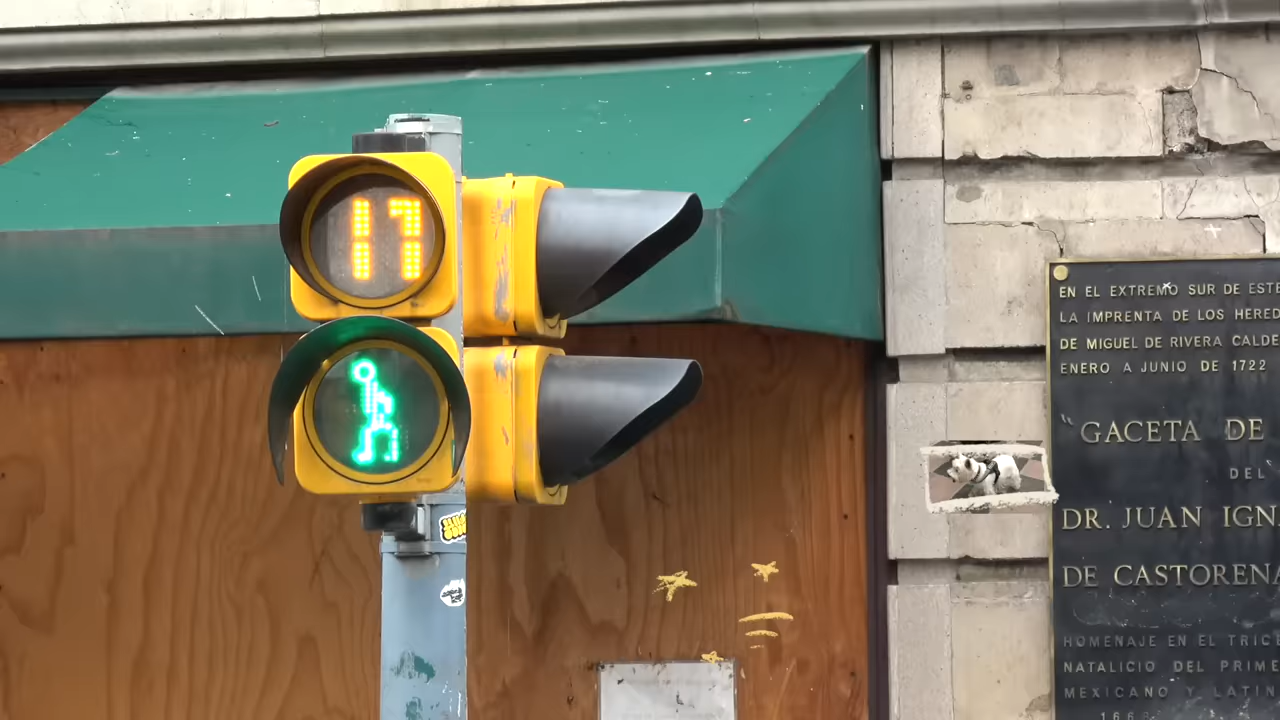 17
EN EL EXTREMO SUR DE ESTE
LA IMPRENTA DE LOS HERED
DE MIGUEL DE RIVERA CALDE
ENERO A JUNIO DE 1722
"GACETA DE
DEL
DR. JUAN IGN
DE CASTORENA
HOMENAJE EN EL TRICE
NATALICIO DEL PRIME
MEXICANO Y LATIN
1668